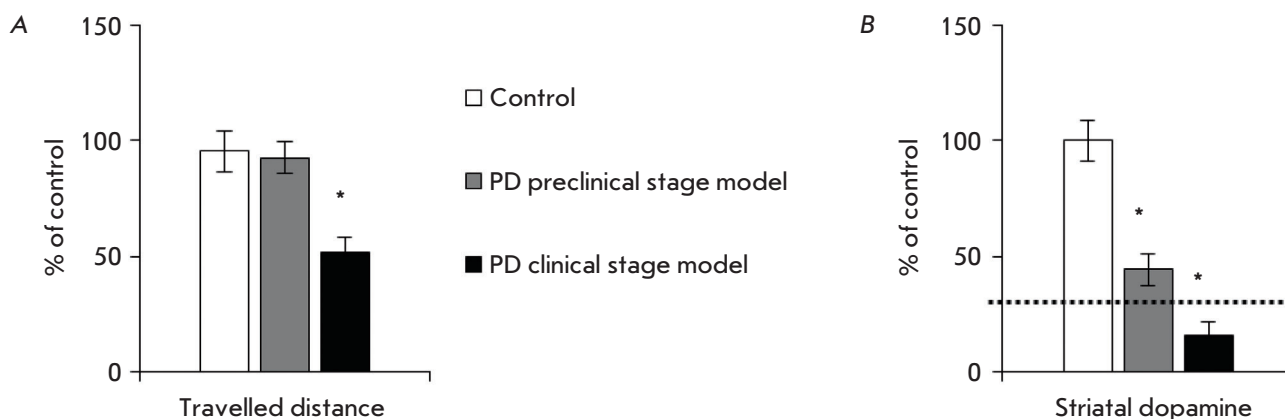 A
% of control
150
100
50
0
*
Travelled distance
Control
PD preclinical stage model
PD clinical stage model
B
% of control
150
100
50
0
*
*
Striatal dopamine